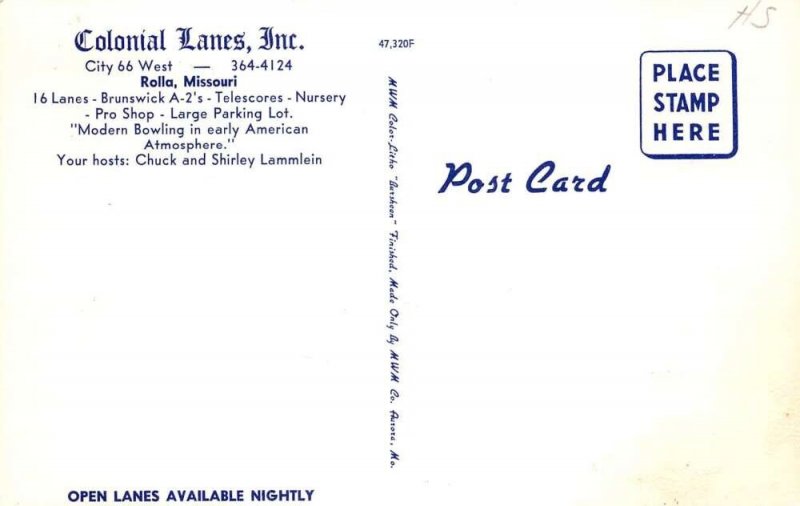 Colonial Lanes, Inc.
City 66 West — 364-4124
Rolla, Missouri
16 Lanes - Brunswick A-2's - Telescores - Nursery
- Pro Shop - Large Parking Lot.
"Modern Bowling in early American
Atmosphere."
Your hosts: Chuck and Shirley Lammlein
OPEN LANES AVAILABLE NIGHTLY
47,320F
MWM Color-Litho "Larsheen" Finished, Made Only By MWM Co. Aurora, Mo.
HS
PLACE
STAMP
HERE
Post Card